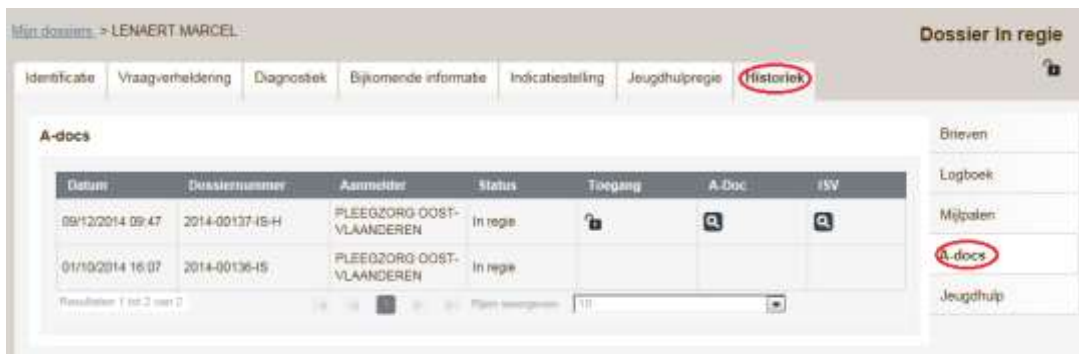 Mijn dossiers > LENAERT MARCEL
Dossier In regie
Identificatie Vraagverheldering Diagnostiek Bijkomende informatie Indicatiestelling Jeugdhulpregie Historiek
A-docs
Brieven
Logboek
Mijlpalen
A-docs
Jeugdhulp
Datum Dossiernummer Aanmelder Status Toegang A-Doc ISV
09/12/2014 09:47 2014-00137-IS-H PLEEGZORG OOST-
VLAANDEREN In regie
01/10/2014 16:07 2014-00136-IS PLEEGZORG OOST-
VLAANDEREN In regie
Resultaten 1 tot 2 van 2 1 Rijen weergeven 10